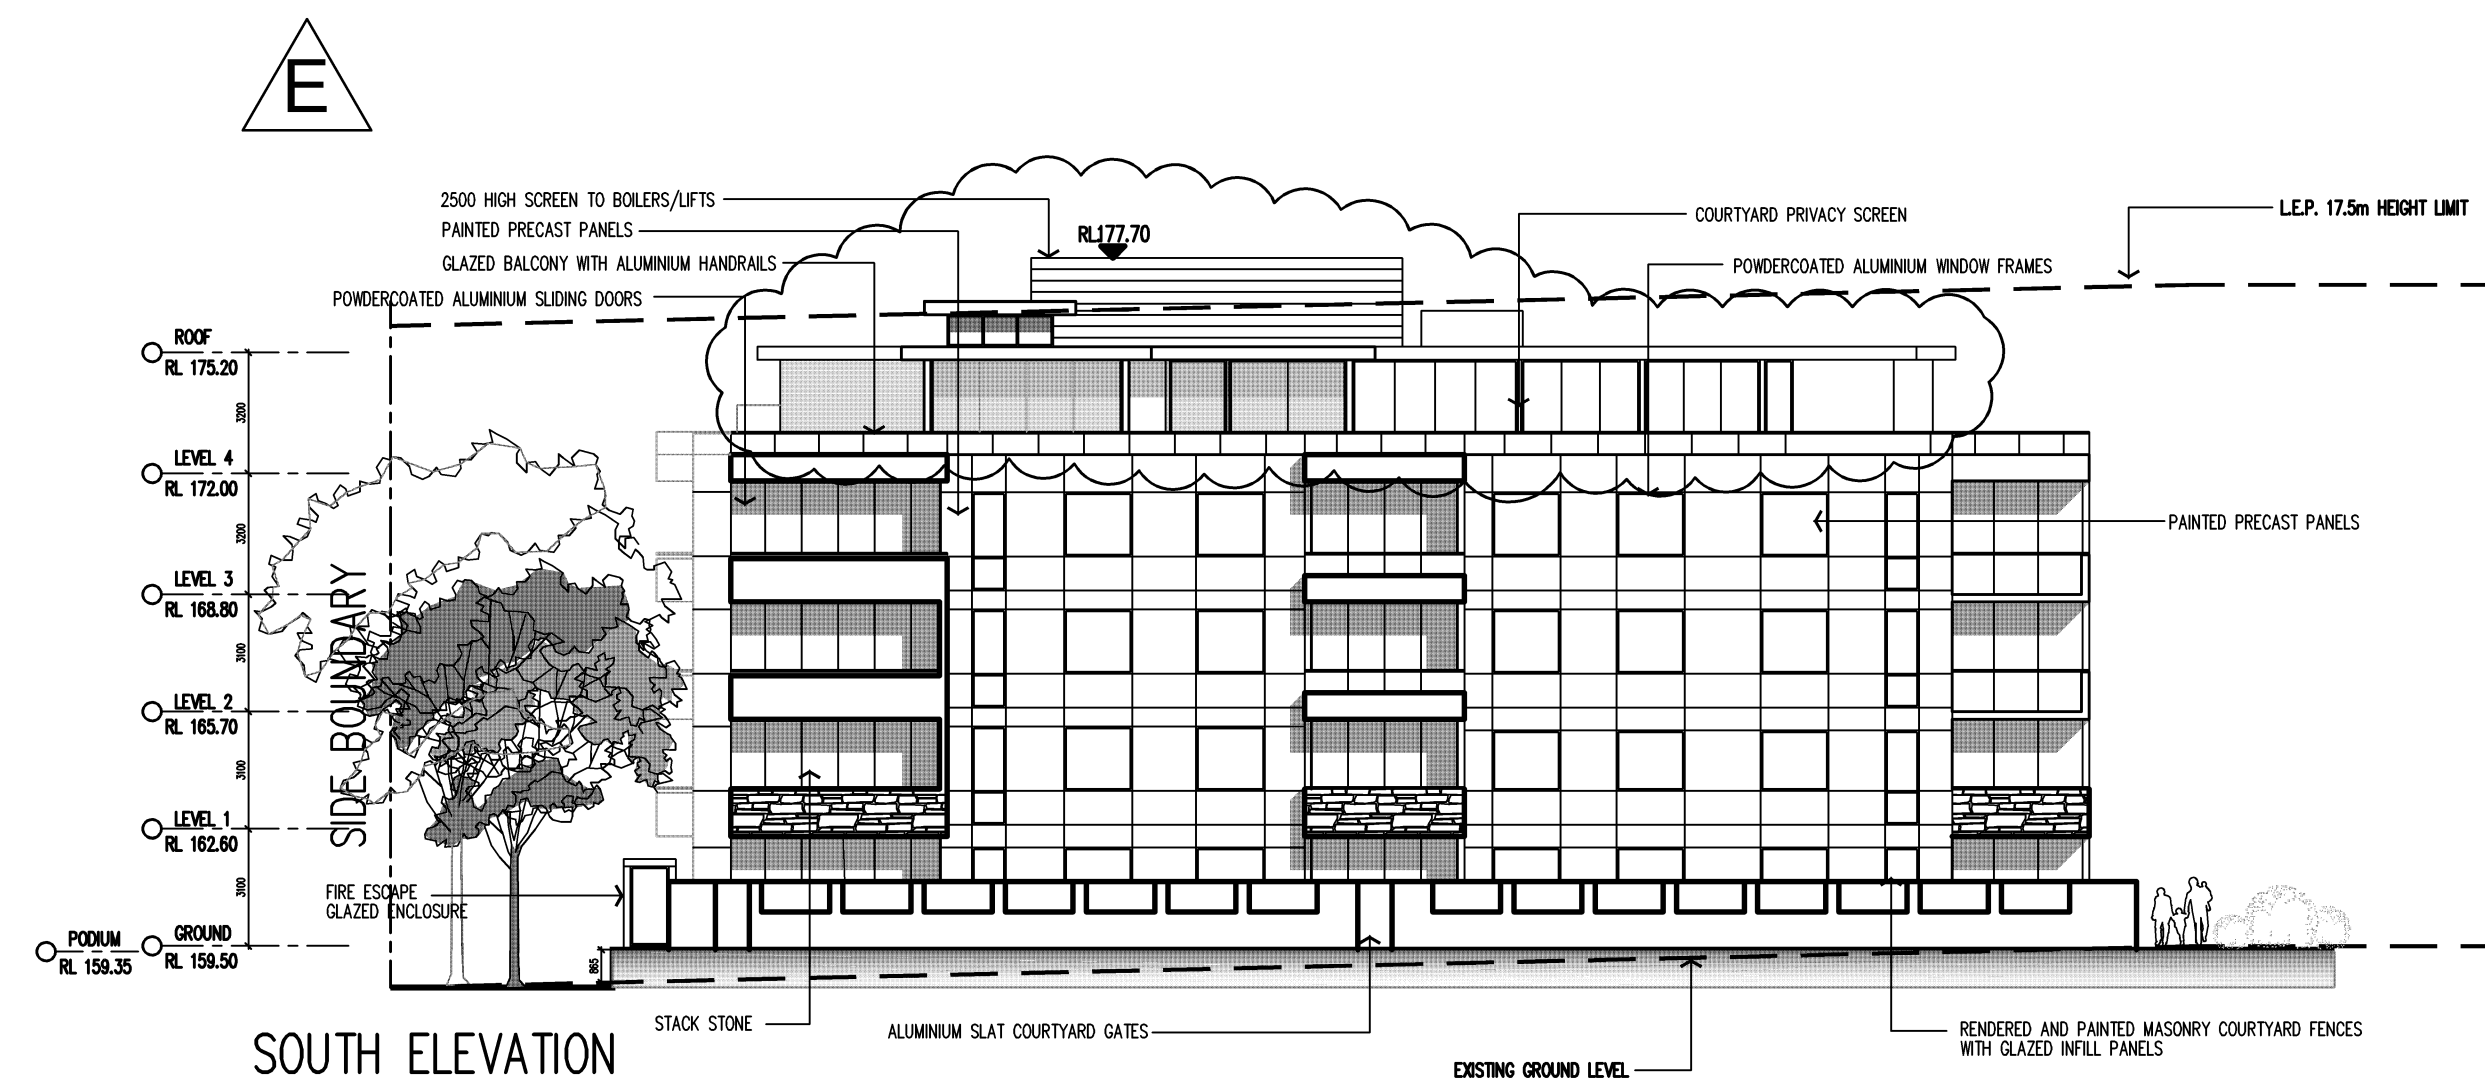 E
2500 HIGH SCREEN TO BOILERS/LIFTS
PAINTED PRECAST PANELS
GLAZED BALCONY WITH ALUMINIUM HANDRAILS
POWDERCOATED ALUMINIUM SLIDING DOORS
RL177.70
COURTYARD PRIVACY SCREEN
POWDERCOATED ALUMINIUM WINDOW FRAMES
L.E.P. 17.5m HEIGHT LIMIT
ROOF
RL 175.20
3200
LEVEL 4
RL 172.00
3200
LEVEL 3
RL 168.80
3100
LEVEL 2
RL 165.70
3100
LEVEL 1
RL 162.60
3100
GROUND
RL 159.50
PODIUM
RL 159.35
SIDE BOUNDARY
PAINTED PRECAST PANELS
FIRE ESCAPE
GLAZED ENCLOSURE
865
STACK STONE
ALUMINIUM SLAT COURTYARD GATES
EXISTING GROUND LEVEL
RENDERED AND PAINTED MASONRY COURTYARD FENCES
WITH GLAZED INFILL PANELS
SOUTH ELEVATION